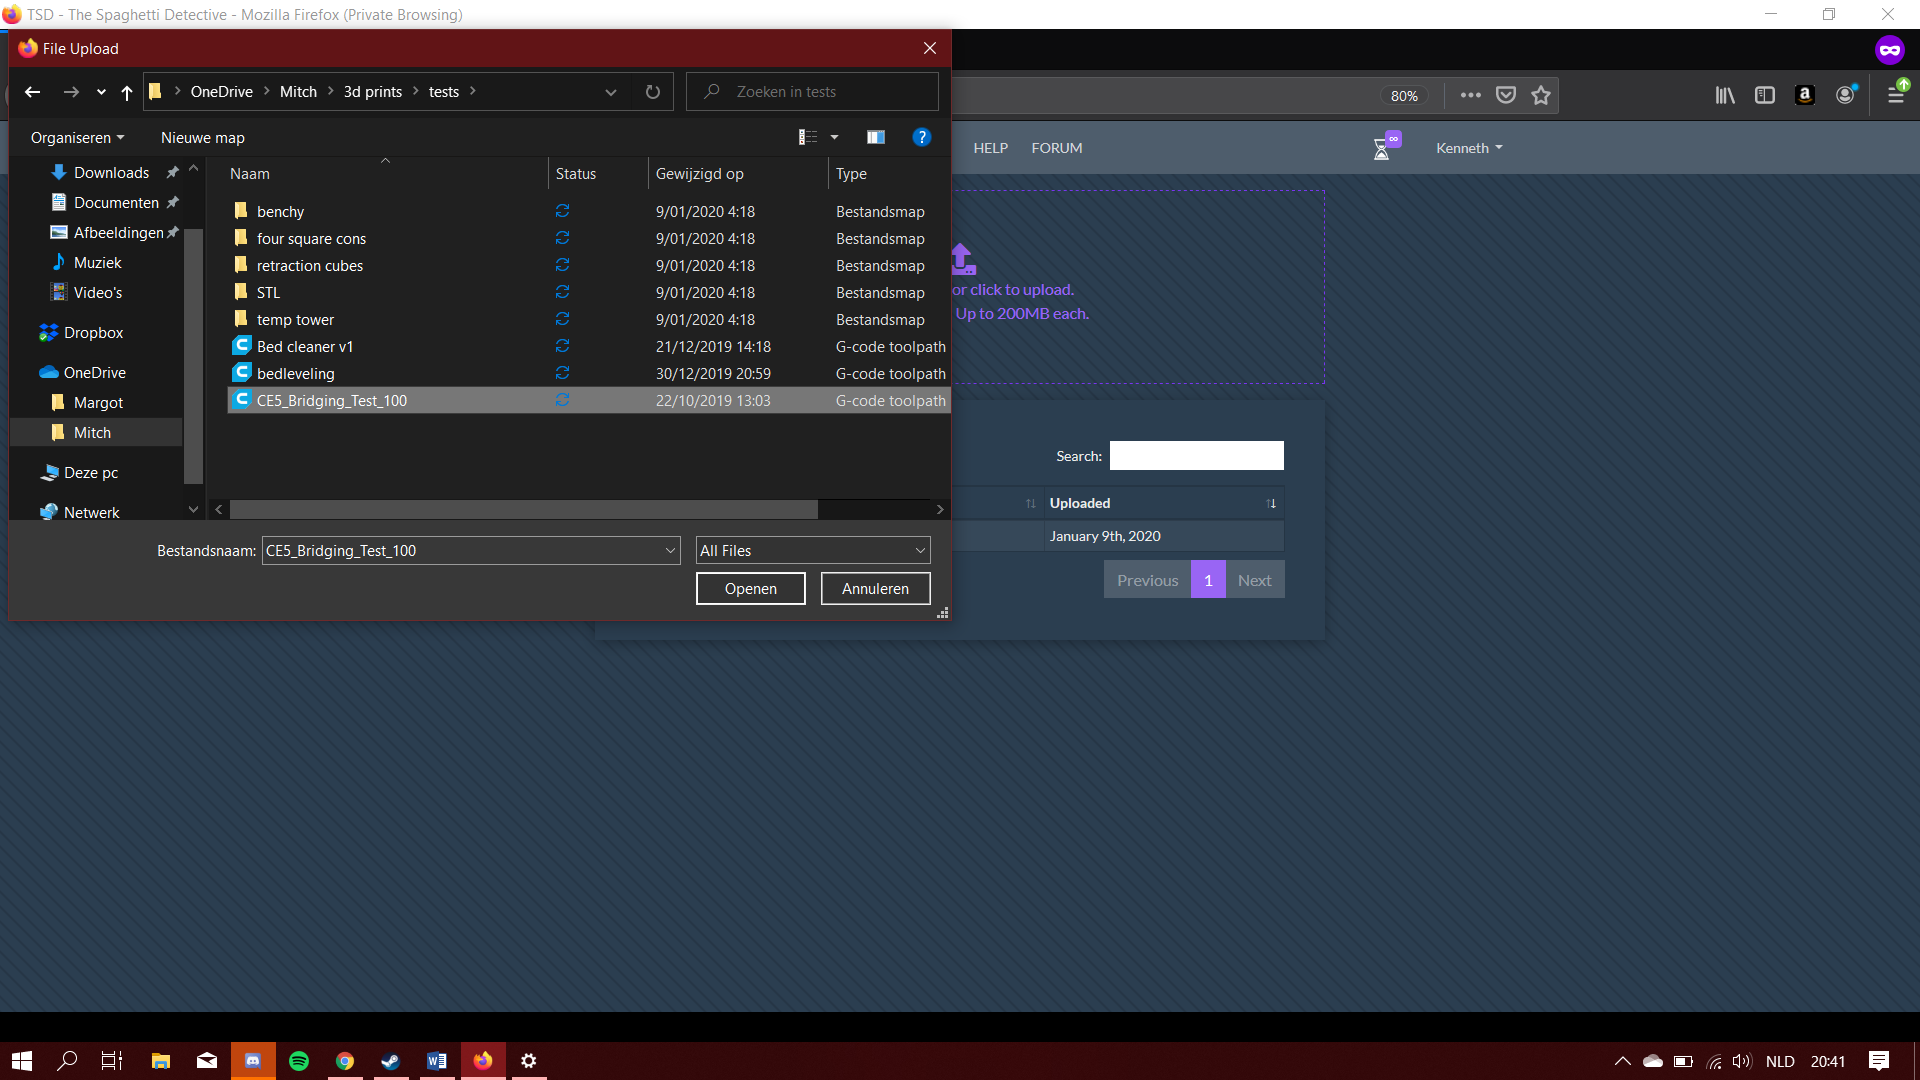 TSD - The Spaghetti Detective - Mozilla Firefox (Private Browsing)
File Upload
OneDrive
Mitch
3d prints
tests
Zoeken in tests
80%
Organiseren
Nieuwe map
HELP
FORUM
Kenneth
Downloads
Documenten
Afbeeldingen
Muziek
Video's
Dropbox
OneDrive
Margot
Mitch
Deze pc
Netwerk
Naam Status Gewijzigd op Type
benchy 9/01/2020 4:18 Bestandsmap
four square cons 9/01/2020 4:18 Bestandsmap
retraction cubes 9/01/2020 4:18 Bestandsmap
STL 9/01/2020 4:18 Bestandsmap
temp tower 9/01/2020 4:18 Bestandsmap
Bed cleaner v1 21/12/2019 14:18 G-code toolpath
bedleveling 30/12/2019 20:59 G-code toolpath
CE5_Bridging_Test_100 22/10/2019 13:03 G-code toolpath
Bestandsnaam: CE5_Bridging_Test_100
All Files
Openen
Annuleren
or click to upload.
Up to 200MB each.
Search:
Uploaded
January 9th, 2020
Previous 1 Next
NLD 20:41